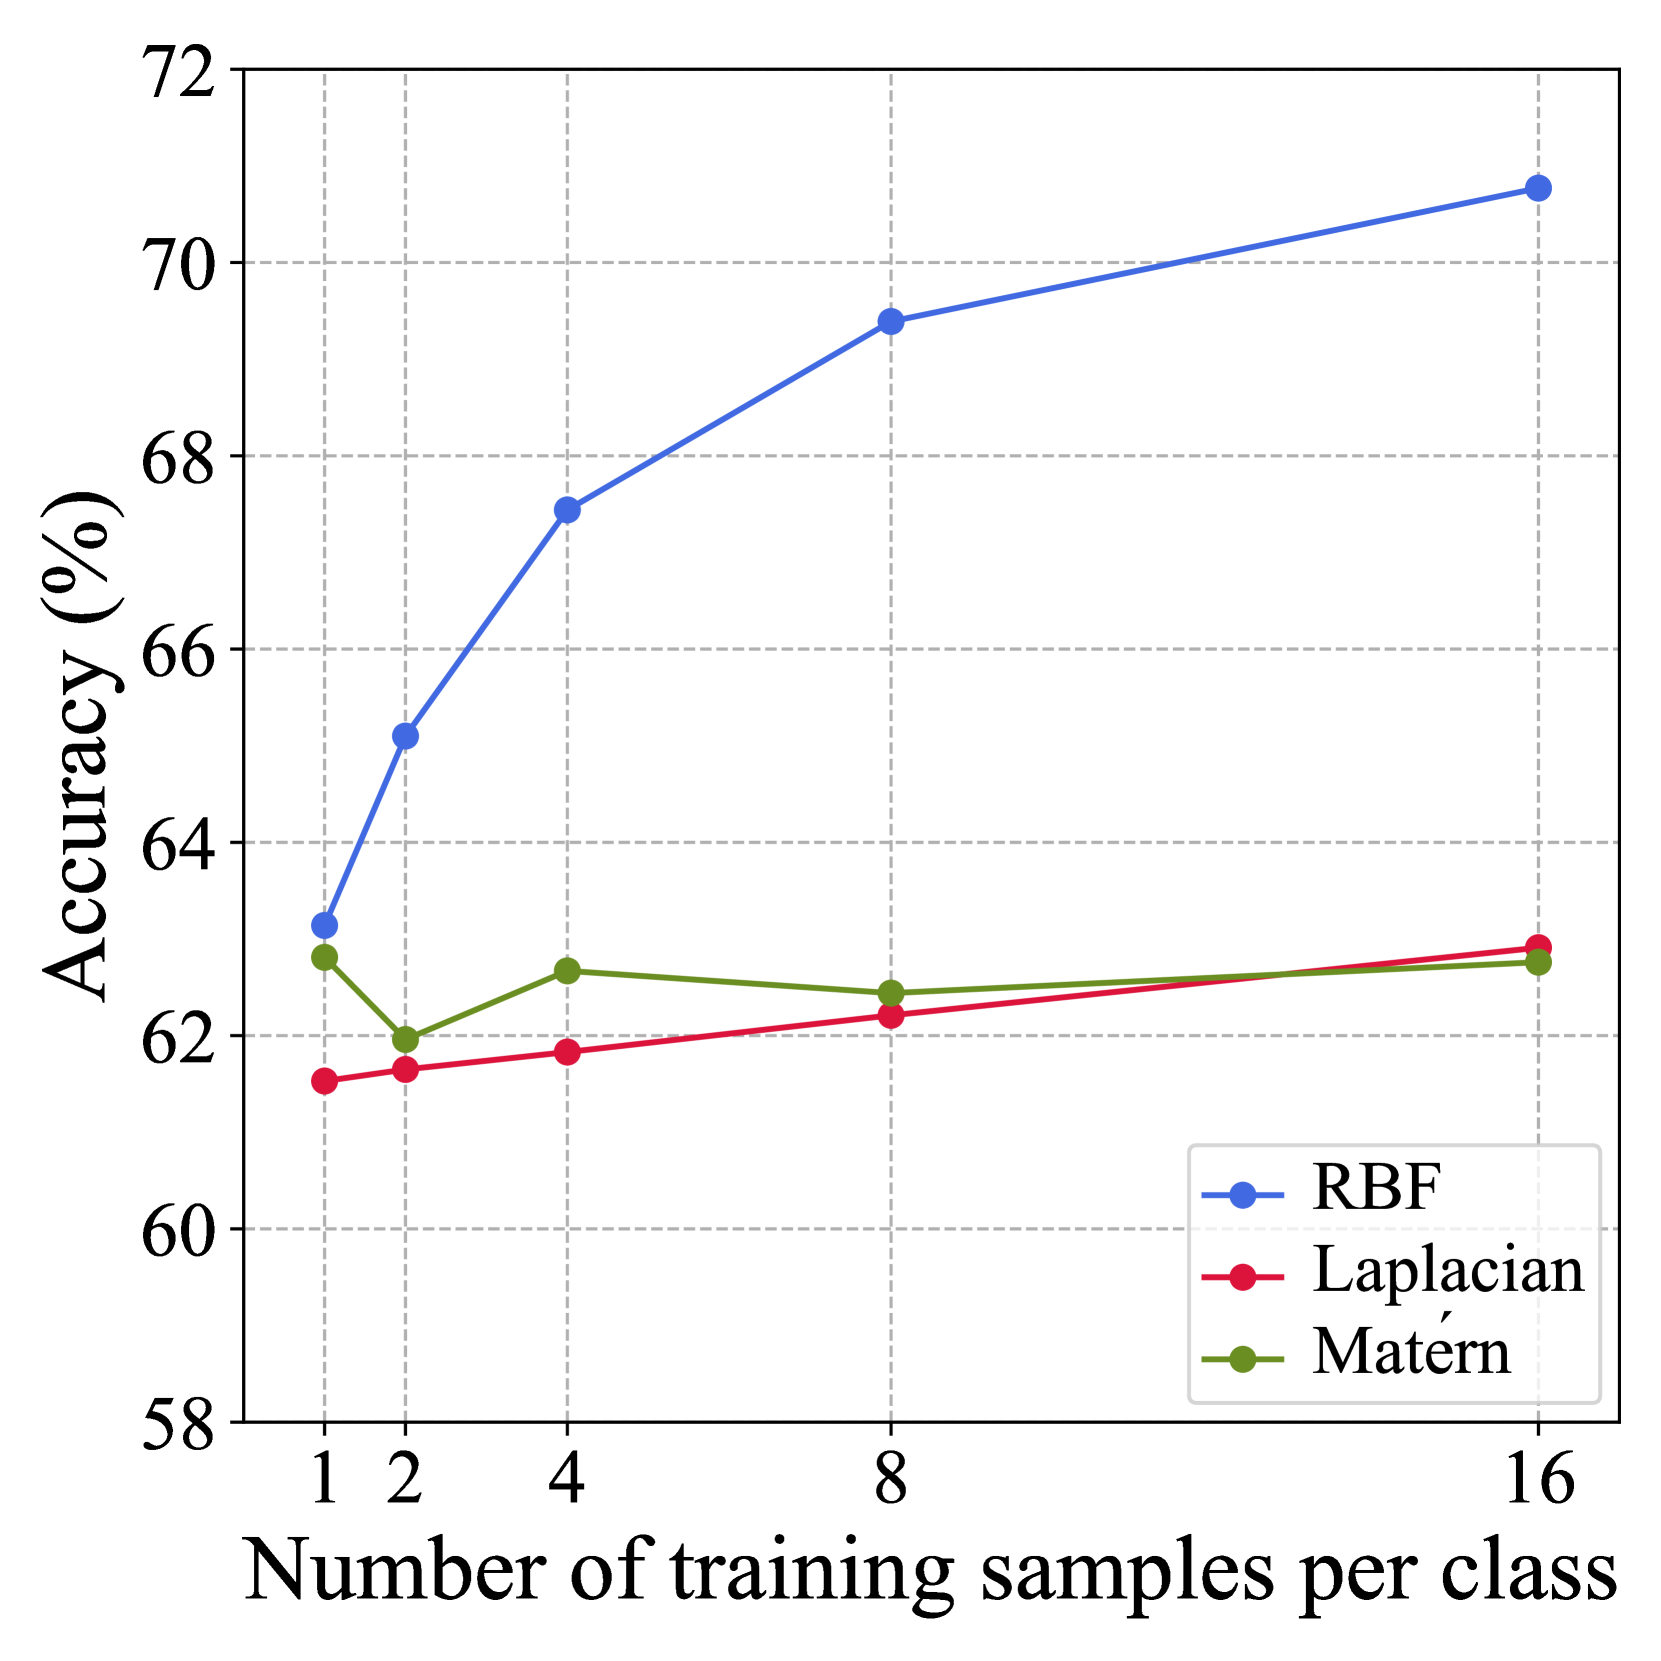 72
70
68
66
64
62
60
58
Accuracy (%)
RBF
Laplacian
Matérn
1 2 4 8 16
Number of training samples per class